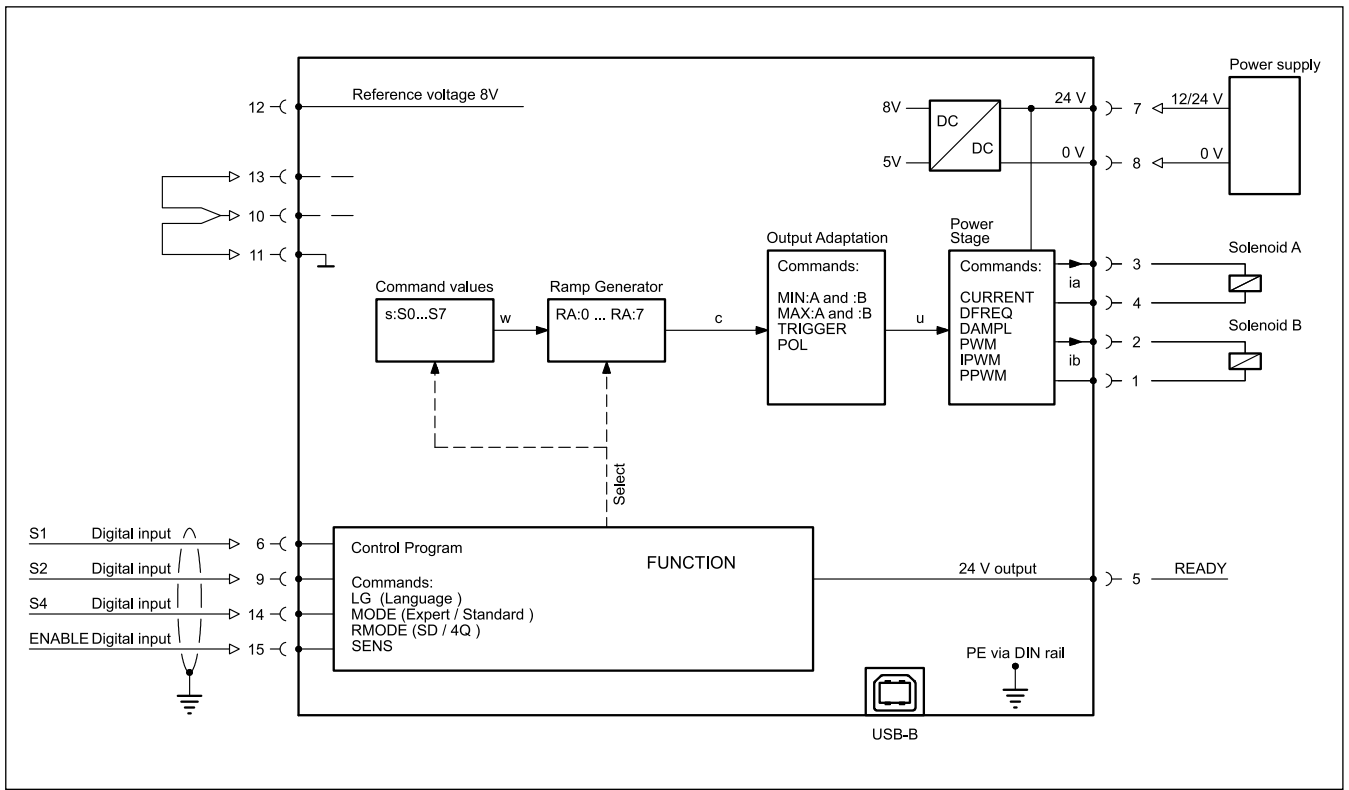 Power supply
12
Reference voltage 8V
8V
DC
DC
24 V
7
12/24 V
5V
0 V
8
0 V
13
10
11
Command values
s:S0...S7
w
Ramp Generator
RA:0 ... RA:7
c
Output Adaptation
Commands:
MIN:A and :B
MAX:A and :B
TRIGGER
POL
u
Power
Stage
Commands:
CURRENT
DFREQ
DAMPL
PWM
IPWM
PPWM
ia
ib
3
4
2
1
Solenoid A
Solenoid B
Select
S1 Digital input
6
S2 Digital input
9
S4 Digital input
14
ENABLE Digital input
15
Control Program
Commands:
LG (Language )
MODE (Expert / Standard )
RMODE (SD / 4Q )
SENS
FUNCTION
24 V output
5
READY
PE via DIN rail
USB-B